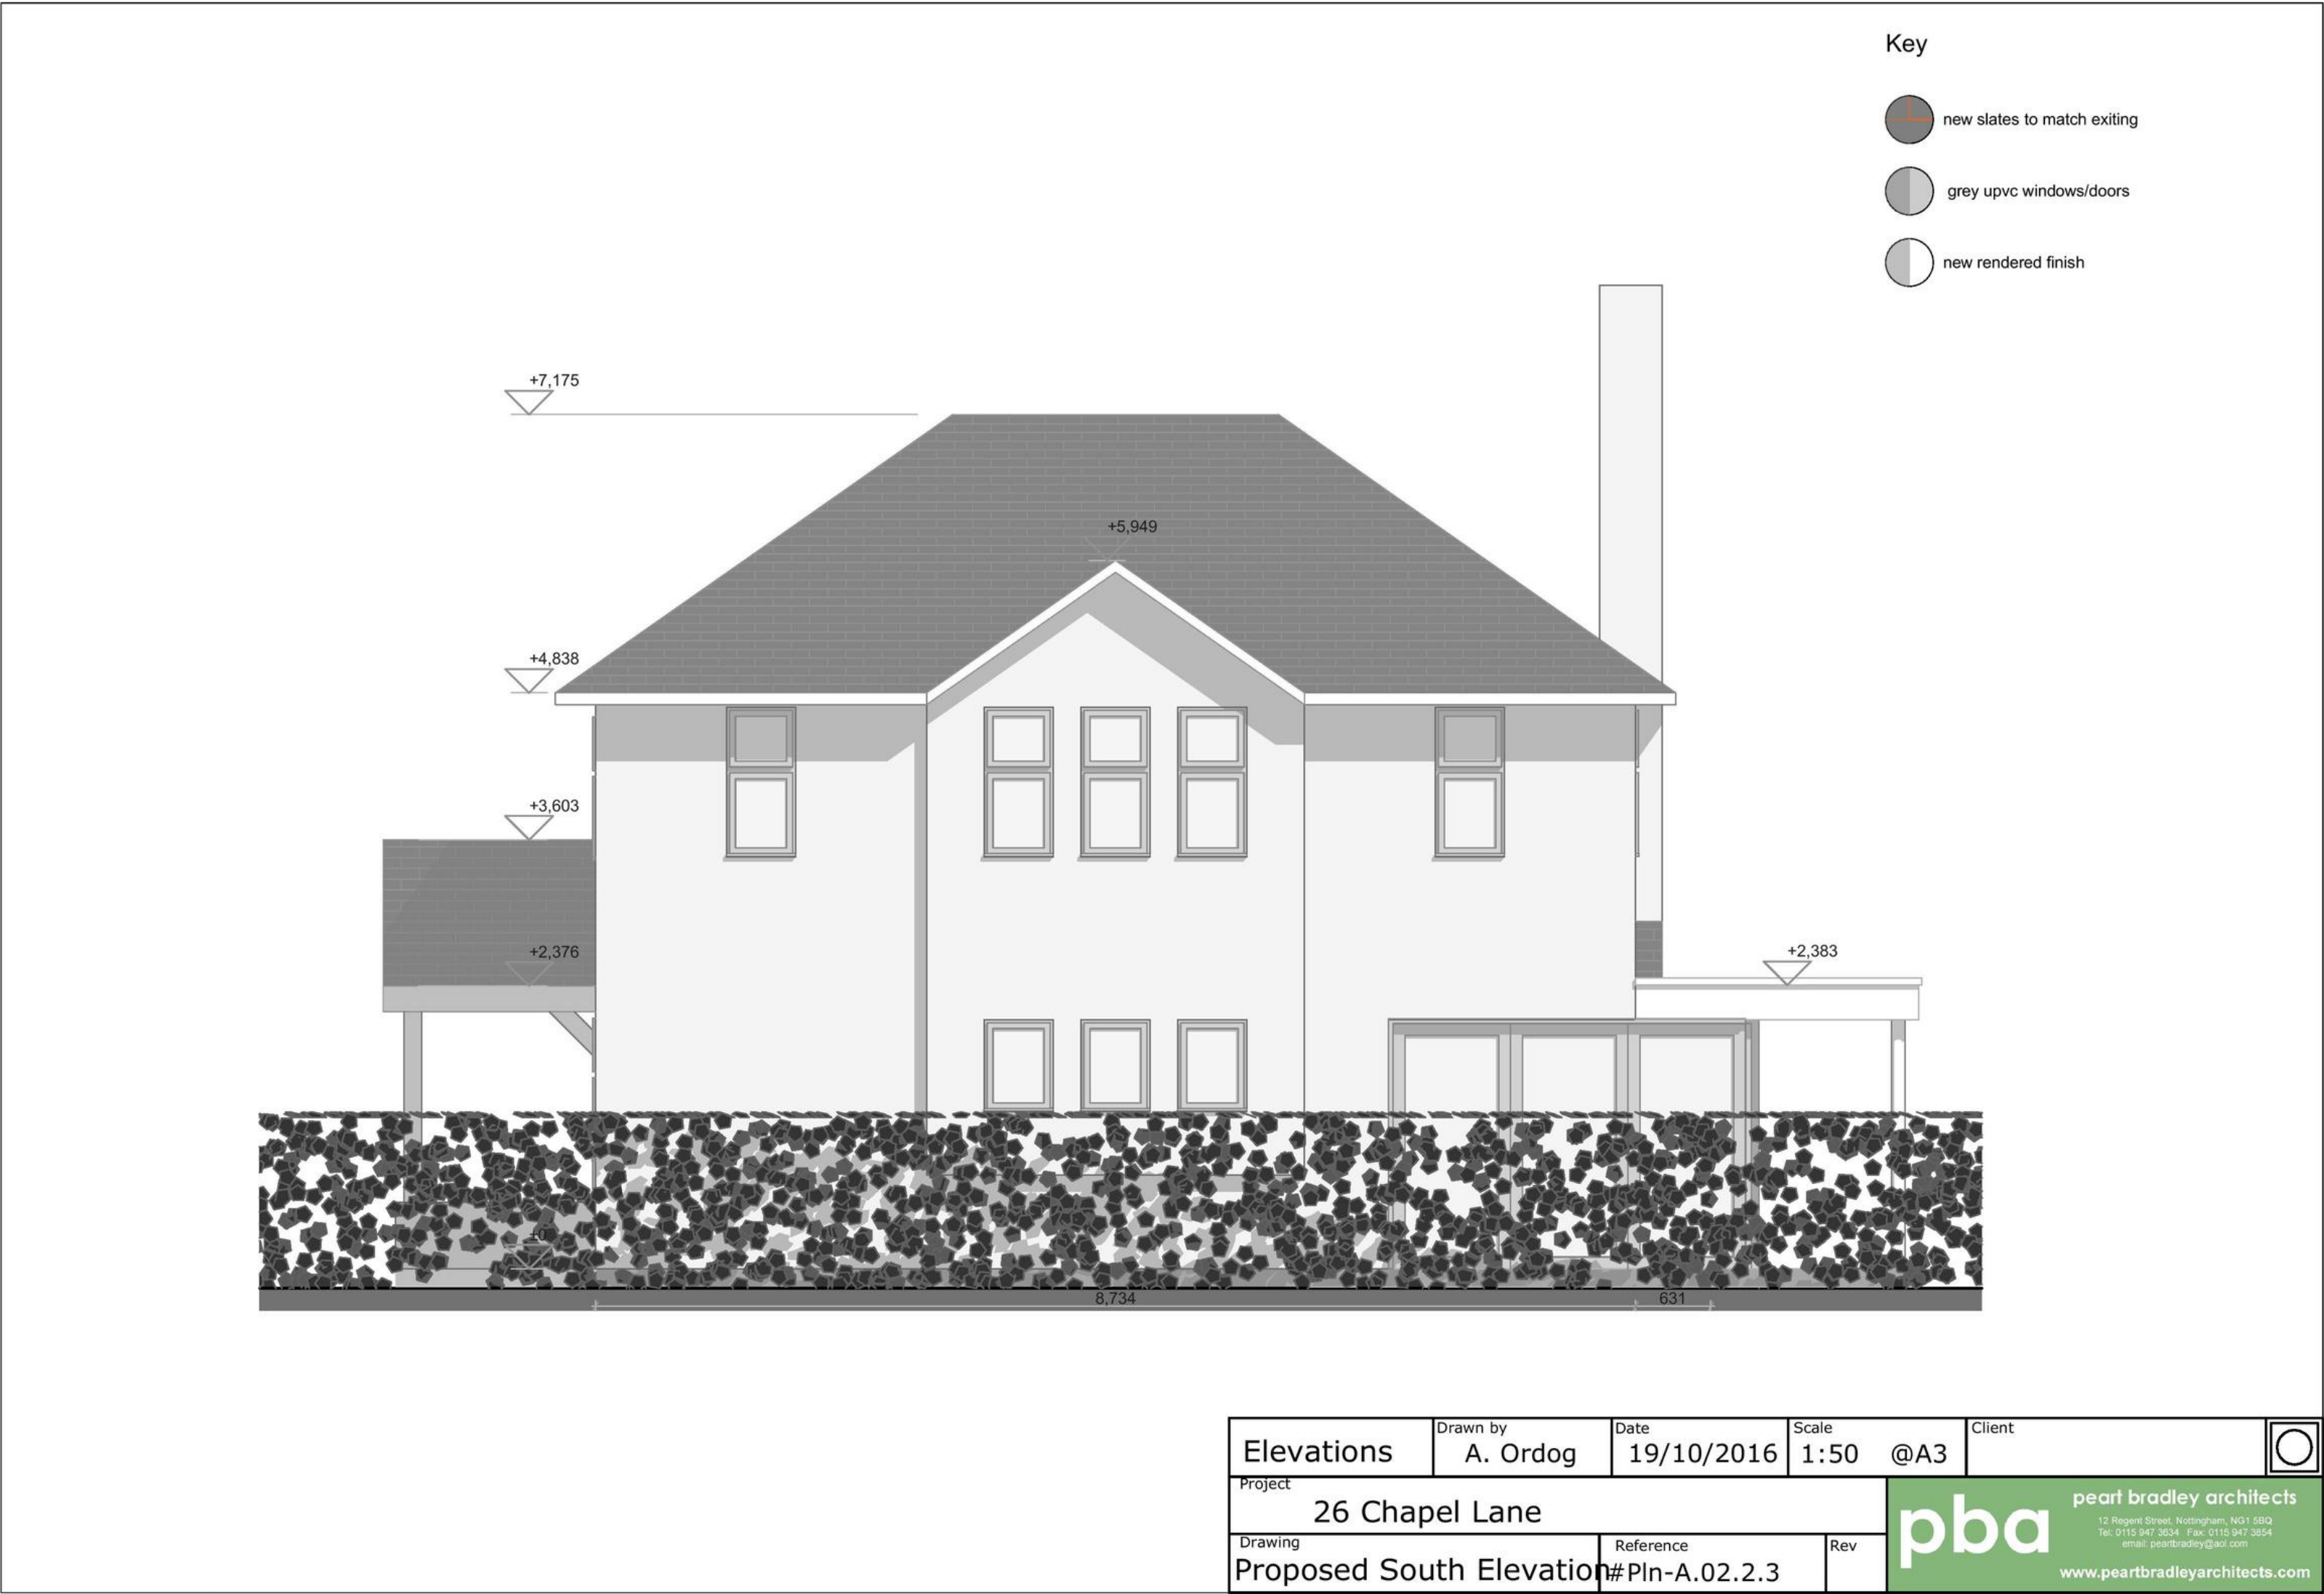 Key
new slates to match exiting
grey upvc windows/doors
new rendered finish
+7,175
+5,949
+4,838
+3,603
+2,376
+2,383
±0
8,734
631
Elevations
Drawn by
A. Ordog
Date
19/10/2016
Scale
1:50 @A3
Client
Project
26 Chapel Lane
Drawing
Proposed South Elevation
Reference
#Pln-A.02.2.3
Rev
pba
peart bradley architects
12 Regent Street, Nottingham, NG1 5BQ
Tel: 0115 947 3634 Fax: 0115 947 3854
email: peartbradley@aol.com
www.peartbradleyarchitects.com